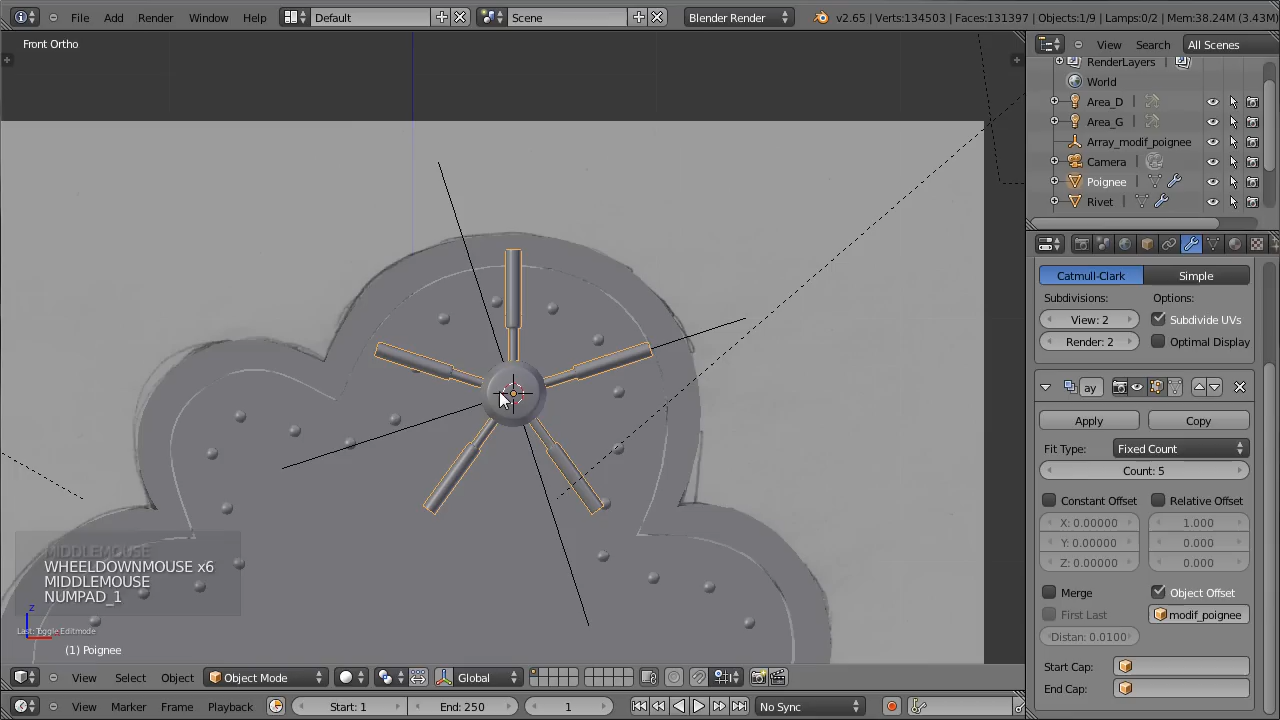 File Add Render Window Help Default Scene Blender Render v2.65 | Verts:134503 | Faces:131397 | Objects:1/9 | Lamps:0/2 | Mem:38.24M (3.43M)
Front Ortho
View Search All Scenes
RenderLayers
World
Area_D
Area_G
Array_modif_poignee
Camera
Poignee
Rivet
Catmull-Clark Simple
Subdivisions: Options:
View: 2 Subdivide UVs
Render: 2 Optimal Display
ay
Apply Copy
Fit Type: Fixed Count
Count: 5
Constant Offset Relative Offset
X: 0.00000 1.000
Y: 0.00000 0.000
Z: 0.00000 0.000
Merge Object Offset
First Last modif_poignee
Distan: 0.0100
Start Cap:
End Cap:
MIDDLEMOUSE
WHEELDOWNMOUSE x6
MIDDLEMOUSE
NUMPAD_1
z
Last: Toggle Editmode
(1) Poignee
View Select Object Object Mode Global
View Marker Frame Playback Start: 1 End: 250 1 No Sync